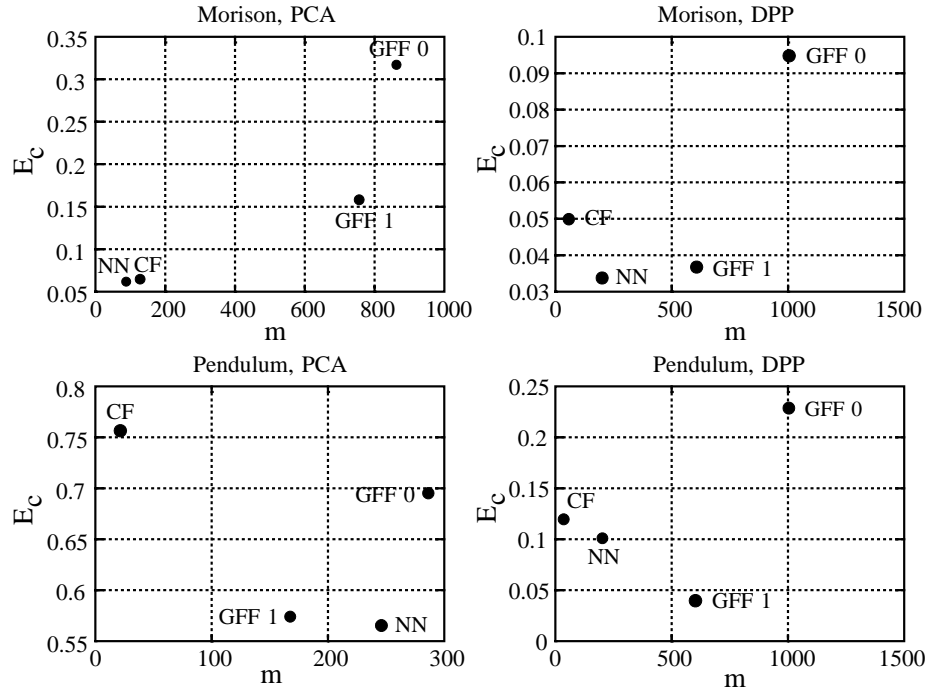 Morison, PCA
0.35
0.3
0.25
0.2
0.15
0.1
0.05
E_c
GFF 0
GFF 1
NN
CF
0
200
400
600
800
1000
m
Morison, DPP
0.1
0.09
0.08
0.07
0.06
0.05
0.04
0.03
E_c
GFF 0
CF
NN
GFF 1
0
500
1000
1500
m
Pendulum, PCA
0.8
0.75
0.7
0.65
0.6
0.55
E_c
CF
GFF 0
GFF 1
NN
0
100
200
300
m
Pendulum, DPP
0.25
0.2
0.15
0.1
0.05
0
E_c
GFF 0
CF
NN
GFF 1
0
500
1000
1500
m